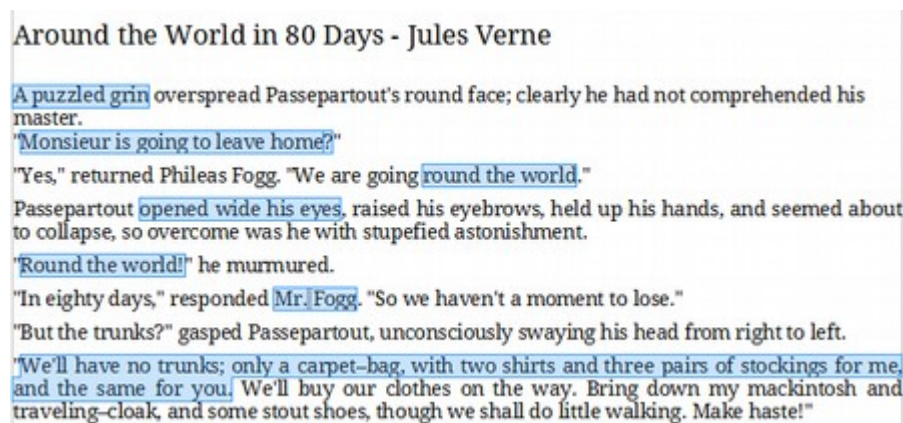 Around the World in 80 Days - Jules Verne
A puzzled grin overspread Passepartout's round face; clearly he had not comprehended his
master.
"Monsieur is going to leave home?"
"Yes," returned Phileas Fogg. "We are going round the world."
Passepartout opened wide his eyes, raised his eyebrows, held up his hands, and seemed about
to collapse, so overcome was he with stupefied astonishment.
"Round the world!" he murmured.
"In eighty days," responded Mr. Fogg. "So we haven't a moment to lose."
"But the trunks?" gasped Passepartout, unconsciously swaying his head from right to left.
"We'll have no trunks; only a carpet–bag, with two shirts and three pairs of stockings for me,
and the same for you. We'll buy our clothes on the way. Bring down my mackintosh and
traveling–cloak, and some stout shoes, though we shall do little walking. Make haste!"